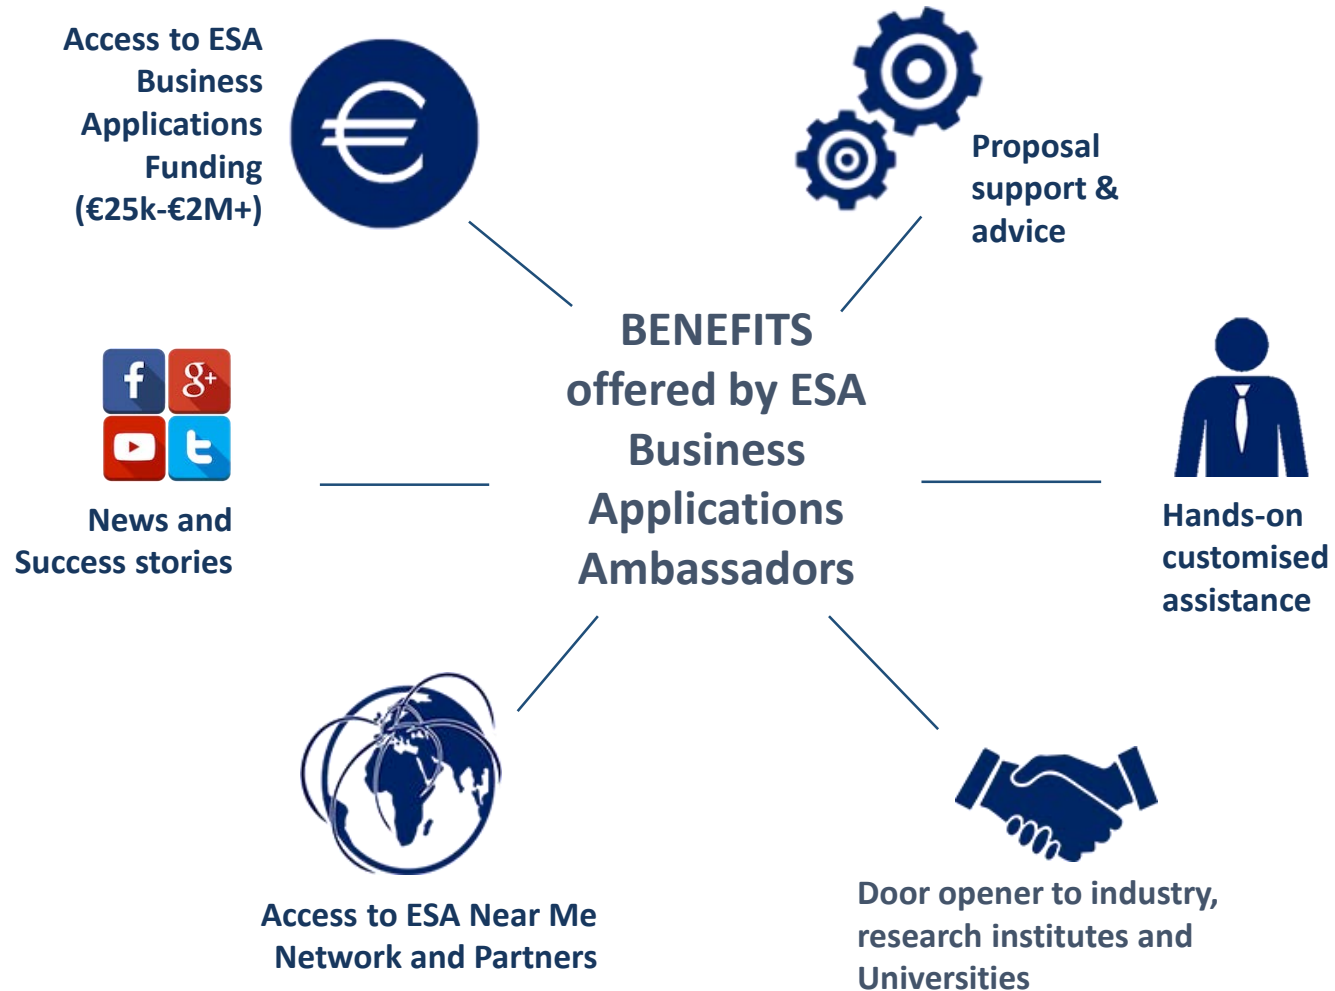 Access to ESA
Business
Applications
Funding
(€25k-€2M+)
€
Proposal
support &
advice
BENEFITS
offered by ESA
Business
Applications
Ambassadors
f
g+
t
News and
Success stories
Hands-on
customised
assistance
Access to ESA Near Me
Network and Partners
Door opener to industry,
research institutes and
Universities